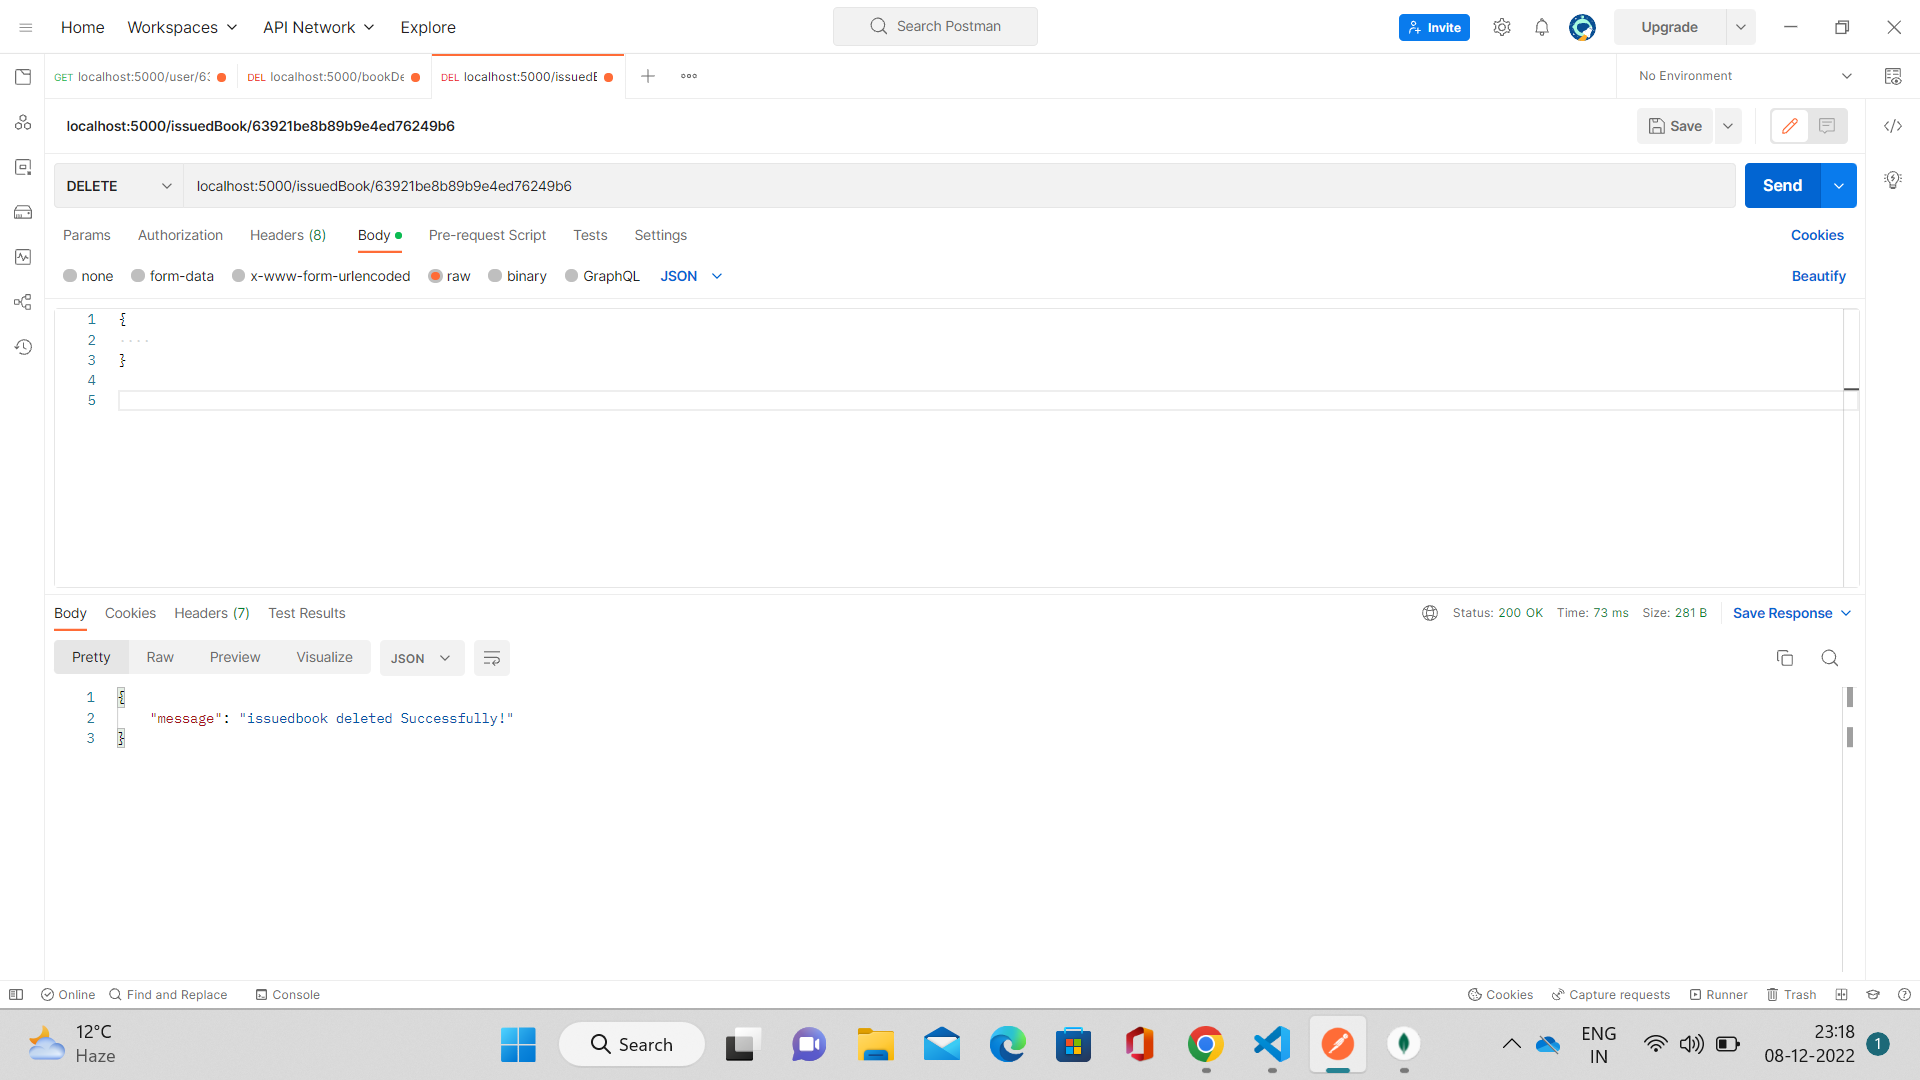 Home Workspaces API Network Explore Search Postman Invite Upgrade
GET localhost:5000/user/63 DEL localhost:5000/bookDe DEL localhost:5000/issuedB No Environment
localhost:5000/issuedBook/63921be8b89b9e4ed76249b6 Save
DELETE localhost:5000/issuedBook/63921be8b89b9e4ed76249b6 Send
Params Authorization Headers (8) Body Pre-request Script Tests Settings Cookies
none form-data x-www-form-urlencoded raw binary GraphQL JSON Beautify
1 {
2 ····
3 }
4
5
Body Cookies Headers (7) Test Results Status: 200 OK Time: 73 ms Size: 281 B Save Response
Pretty Raw Preview Visualize JSON
1 {
2 "message": "issuedbook deleted Successfully!"
3 }
Online Find and Replace Console Cookies Capture requests Runner Trash
12°C
Haze
Search
ENG
IN
23:18
08-12-2022
1